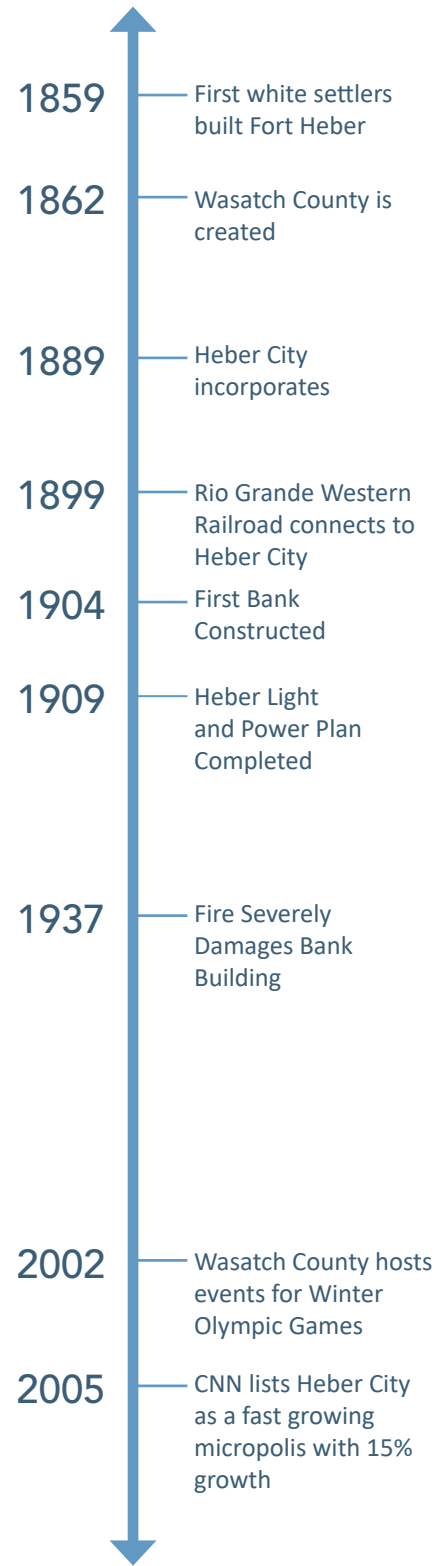 1859
First white settlers
built Fort Heber
1862
Wasatch County is
created
1889
Heber City
incorporates
1899
Rio Grande Western
Railroad connects to
Heber City
1904
First Bank
Constructed
1909
Heber Light
and Power Plan
Completed
1937
Fire Severely
Damages Bank
Building
2002
Wasatch County hosts
events for Winter
Olympic Games
2005
CNN lists Heber City
as a fast growing
micropolis with 15%
growth